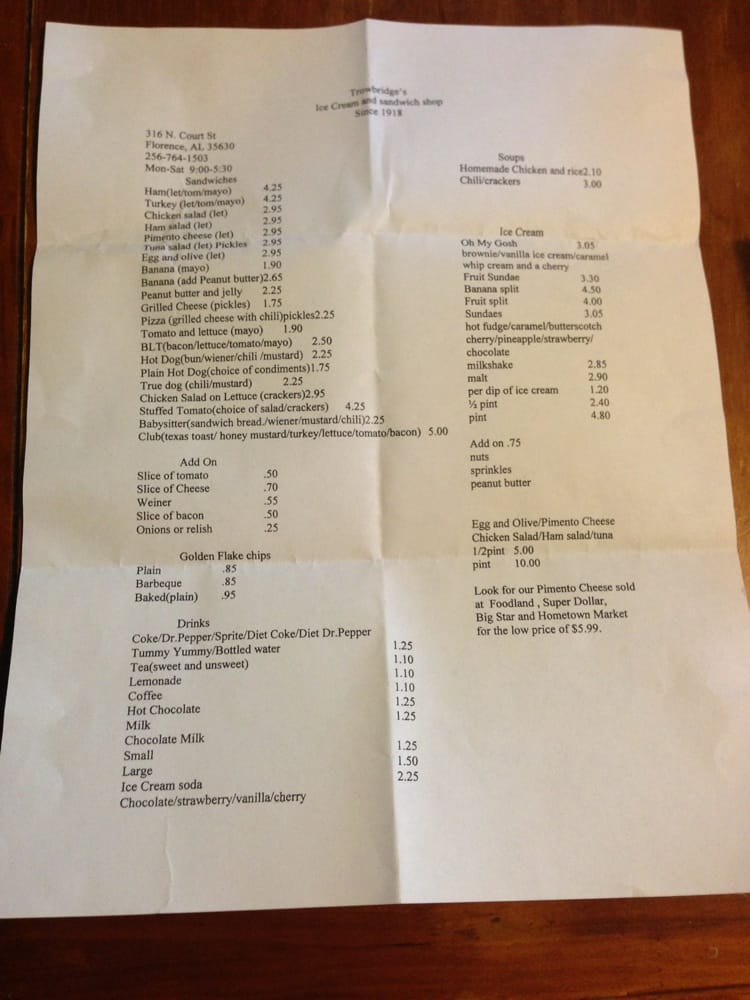 Trowbridge's
Ice Cream and sandwich shop
Since 1918
316 N. Court St
Florence, AL 35630
256-764-1503
Mon-Sat 9:00-5:30
Sandwiches
Ham(let/tom/mayo) 4.25
Turkey (let/tom/mayo) 4.25
Chicken salad (let) 2.95
Ham salad (let) 2.95
Pimento cheese (let) 2.95
Tuna salad (let) Pickles 2.95
Egg and olive (let) 2.95
Banana (mayo) 1.90
Banana (add Peanut butter)2.65
Peanut butter and jelly 2.25
Grilled Cheese (pickles) 1.75
Pizza (grilled cheese with chili)pickles2.25
Tomato and lettuce (mayo) 1.90
BLT(bacon/lettuce/tomato/mayo) 2.50
Hot Dog(bun/wiener/chili /mustard) 2.25
Plain Hot Dog(choice of condiments)1.75
True dog (chili/mustard) 2.25
Chicken Salad on Lettuce (crackers)2.95
Stuffed Tomato(choice of salad/crackers) 4.25
Babysitter(sandwich bread./wiener/mustard/chili)2.25
Club(texas toast/ honey mustard/turkey/lettuce/tomato/bacon) 5.00
Add On
Slice of tomato .50
Slice of Cheese .70
Weiner .55
Slice of bacon .50
Onions or relish .25
Golden Flake chips
Plain .85
Barbeque .85
Baked(plain) .95
Drinks
Coke/Dr.Pepper/Sprite/Diet Coke/Diet Dr.Pepper
Tummy Yummy/Bottled water 1.25
Tea(sweet and unsweet) 1.10
Lemonade 1.10
Coffee 1.10
Hot Chocolate 1.25
Milk 1.25
Chocolate Milk
Small 1.25
Large 1.50
Ice Cream soda 2.25
Chocolate/strawberry/vanilla/cherry
Soups
Homemade Chicken and rice2.10
Chili/crackers 3.00
Ice Cream
Oh My Gosh 3.05
brownie/vanilla ice cream/caramel
whip cream and a cherry
Fruit Sundae 3.30
Banana split 4.50
Fruit split 4.00
Sundaes 3.05
hot fudge/caramel/butterscotch
cherry/pineapple/strawberry/
chocolate
milkshake 2.85
malt 2.90
per dip of ice cream 1.20
½ pint 2.40
pint 4.80
Add on .75
nuts
sprinkles
peanut butter
Egg and Olive/Pimento Cheese
Chicken Salad/Ham salad/tuna
1/2pint 5.00
pint 10.00
Look for our Pimento Cheese sold
at Foodland , Super Dollar,
Big Star and Hometown Market
for the low price of $5.99.